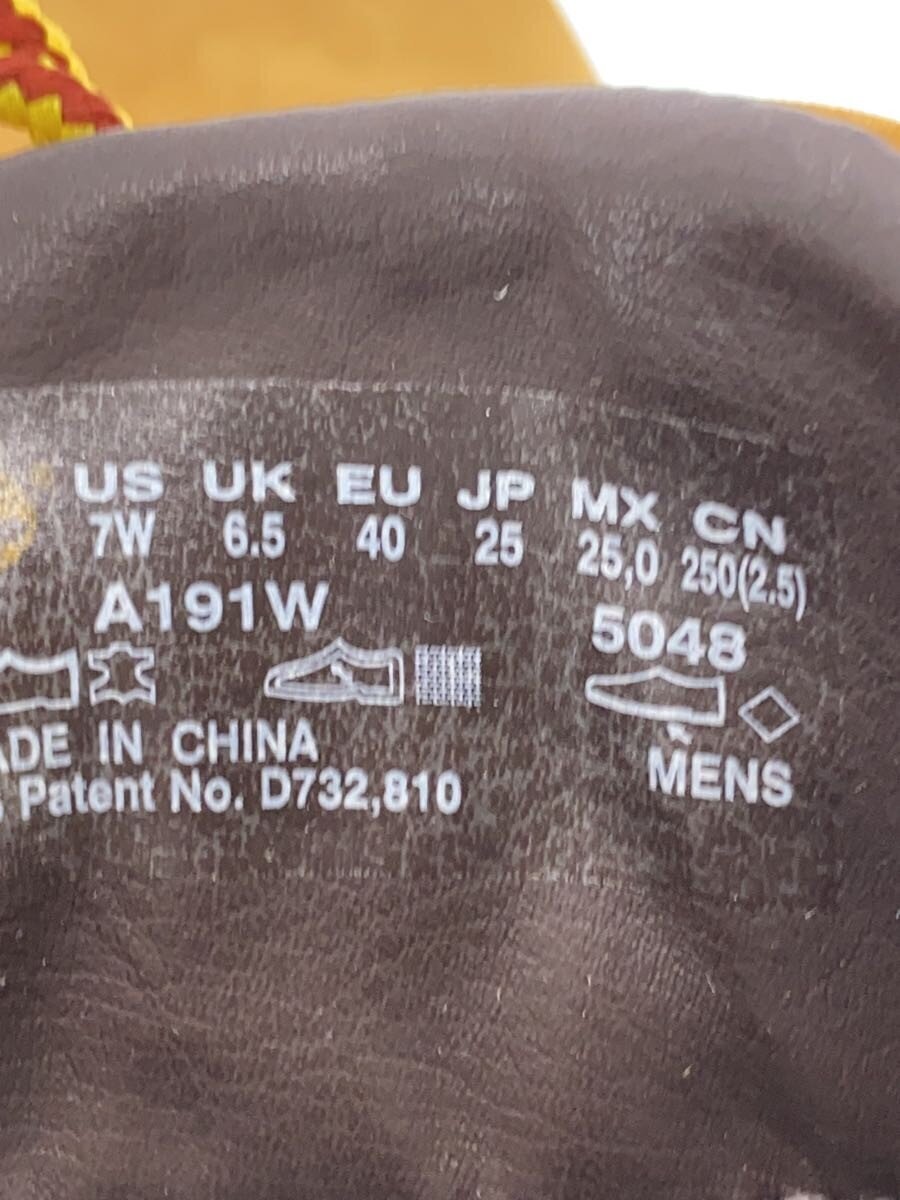 US UK EU JP MX CN
7W 6.5 40 25 25,0 250(2.5)
A191W 5048
ADE IN CHINA
Patent No. D732,810
MENS